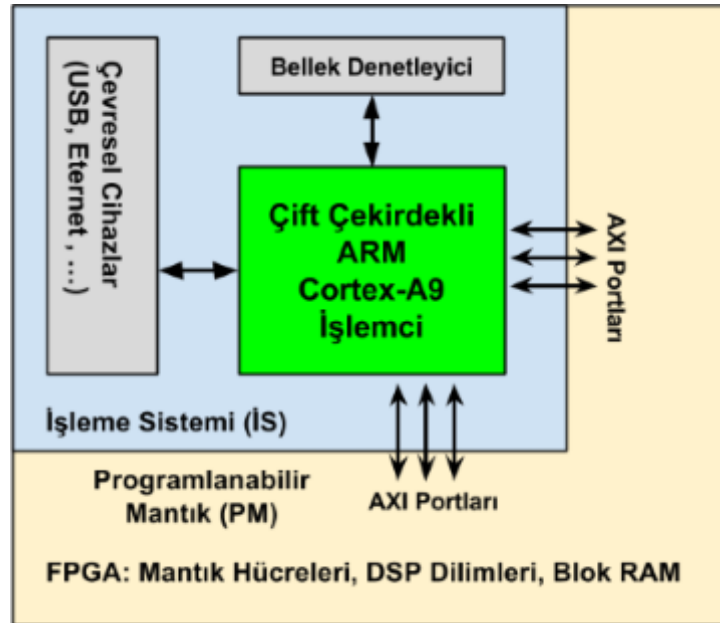 Çevresel Cihazlar
(USB, Eternet , ...)
Bellek Denetleyici
Çift Çekirdekli
ARM
Cortex-A9
İşlemci
AXI Portları
İşleme Sistemi (İS)
Programlanabilir
Mantık (PM)
AXI Portları
FPGA: Mantık Hücreleri, DSP Dilimleri, Blok RAM